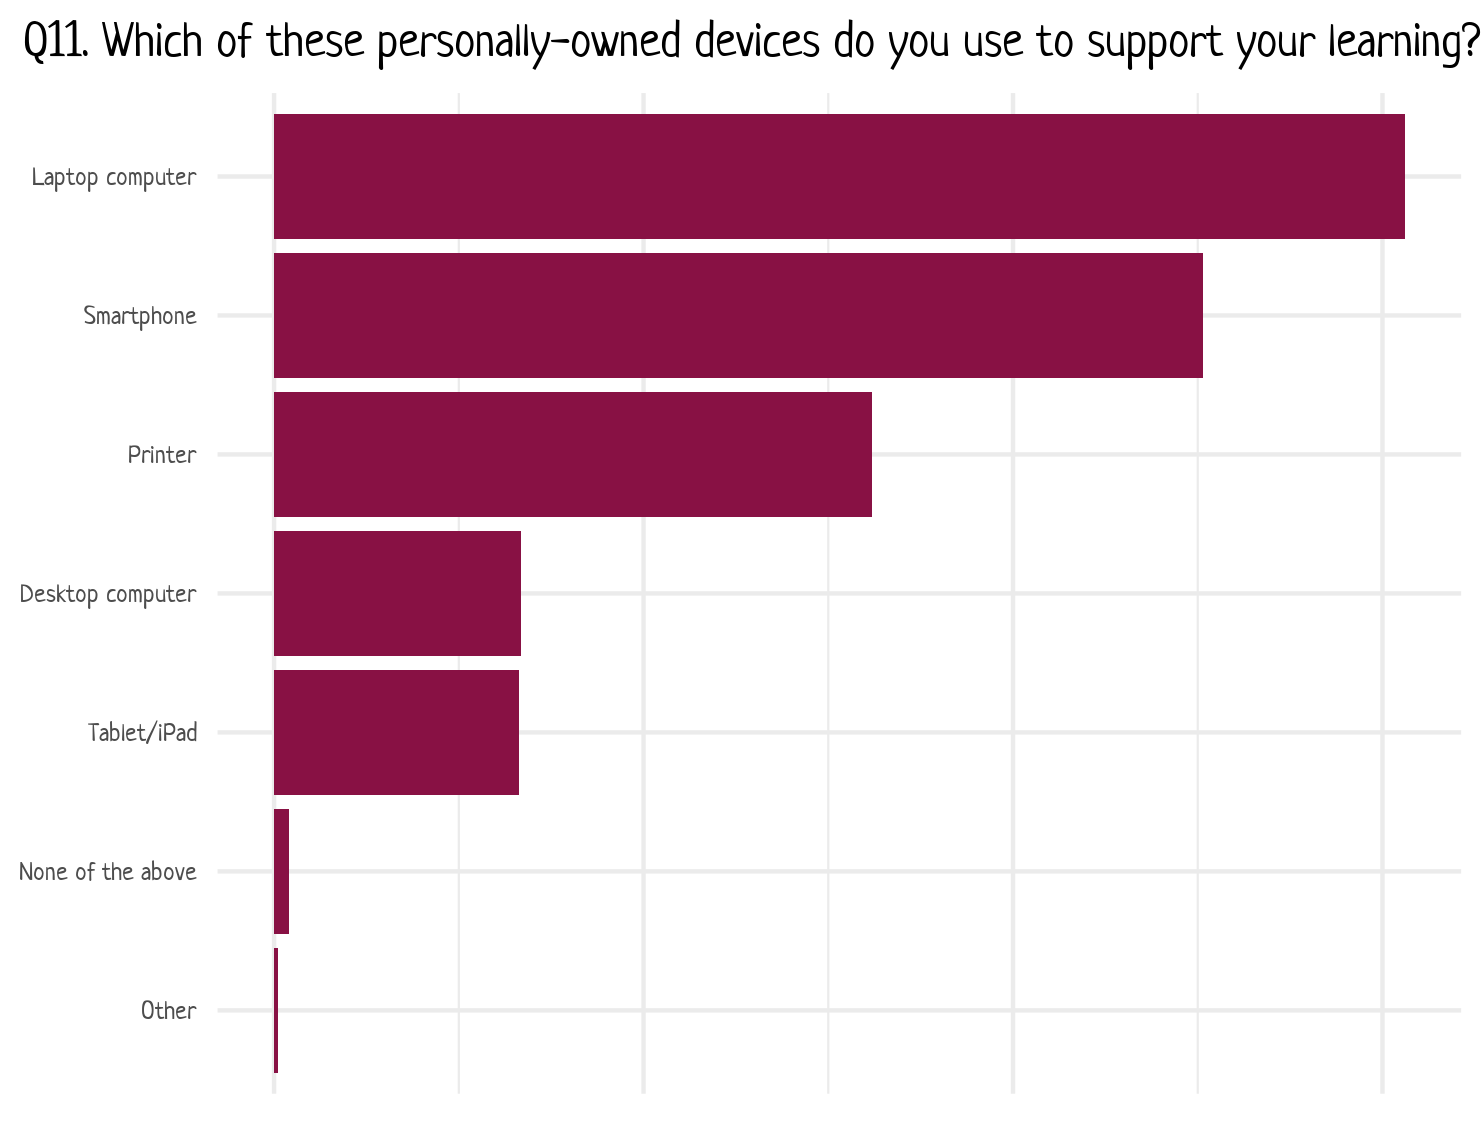 Q11. Which of these personally-owned devices do you use to support your learning?
Laptop computer
Smartphone
Printer
Desktop computer
Tablet/iPad
None of the above
Other